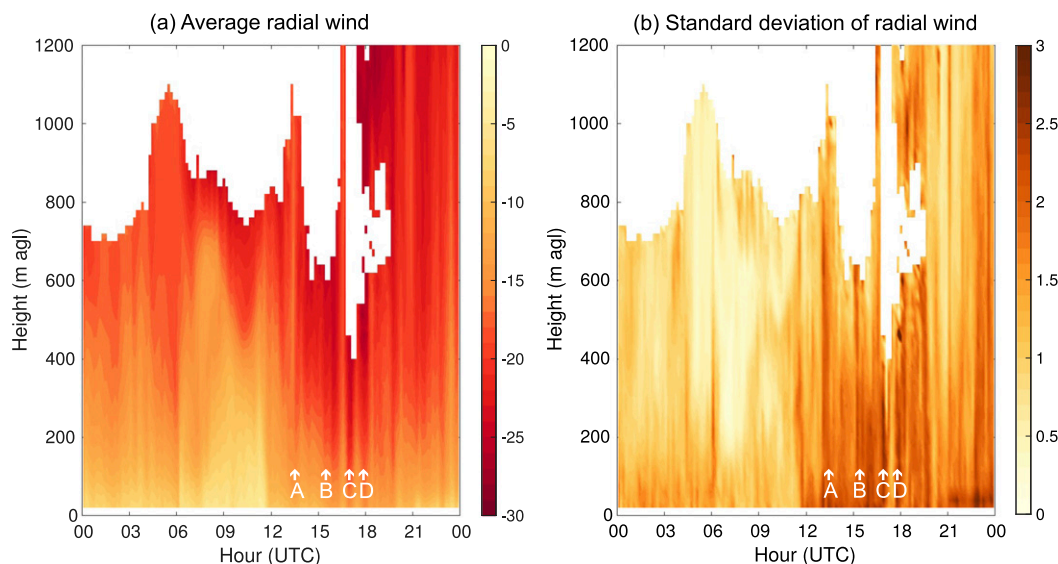 (a) Average radial wind
(b) Standard deviation of radial wind
Height (m agl)
1200
1000
800
600
400
200
0
00 03 06 09 12 15 18 21 00
Hour (UTC)
A B C D
0
-5
-10
-15
-20
-25
-30
Height (m agl)
1200
1000
800
600
400
200
0
00 03 06 09 12 15 18 21 00
Hour (UTC)
A B C D
3
2.5
2
1.5
1
0.5
0